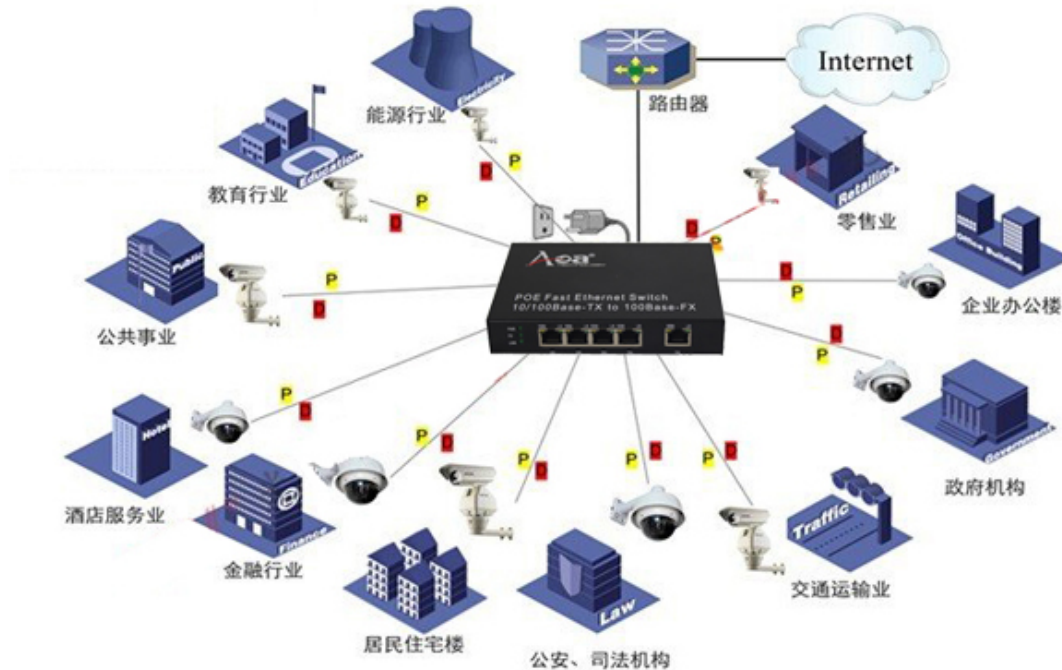 Internet
路由器
Electricity
能源行业
Education
教育行业
Retailing
零售业
Public
公共事业
Office Building
企业办公楼
Aoa
POE Fast Ethernet Switch
10/100Base-TX to 100Base-FX
P
D
P
D
P
D
D
P
D
P
D
P
P
D
P
D
P
D
P
D
P
D
Hotel
酒店服务业
Finance
金融行业
居民住宅楼
Law
公安、司法机构
Traffic
交通运输业
Government
政府机构